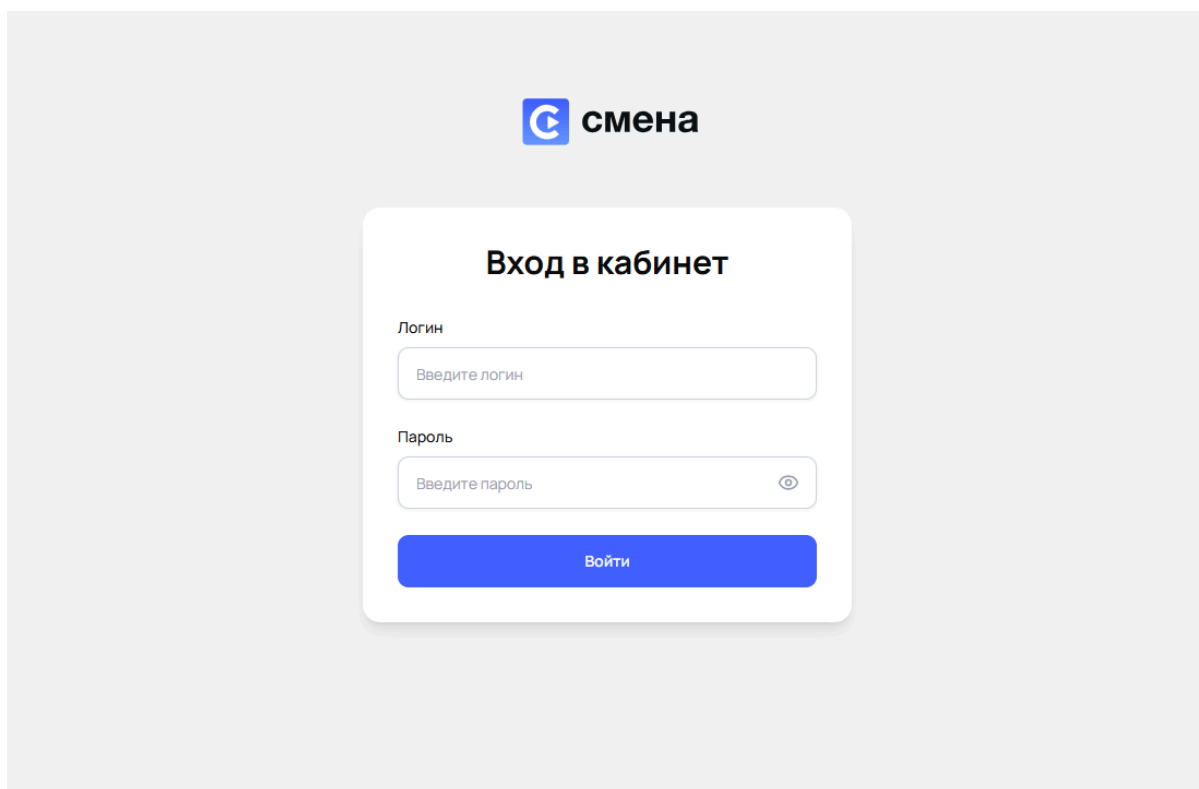 смена
Вход в кабинет
Логин
Введите логин
Пароль
Введите пароль
Войти